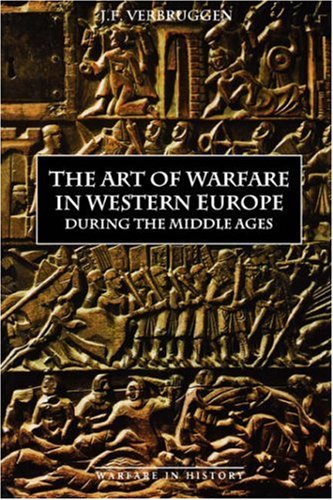 J.F. VERBRUGGEN
THE ART OF WARFARE
IN WESTERN EUROPE
DURING THE MIDDLE AGES
WARFARE IN HISTORY